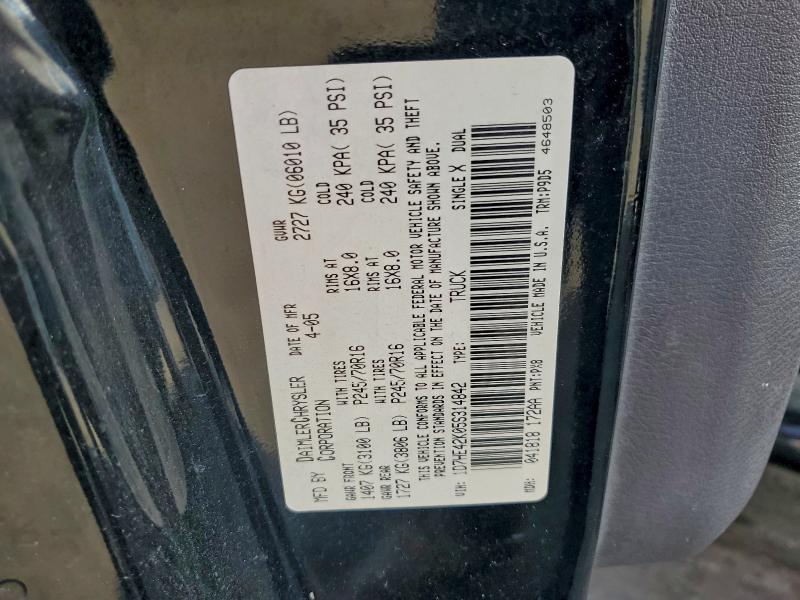 MFD BY DAIMLERCHRYSLER CORPORATION DATE OF MFR 4-05 GVWR 2727 KG(06010 LB)
GAWR FRONT WITH TIRES RIMS AT COLD
1407 KG(3100 LB) P245/70R16 16X8.0 240 KPA( 35 PSI)
GAWR REAR WITH TIRES RIMS AT COLD
1727 KG(3806 LB) P245/70R16 16X8.0 240 KPA( 35 PSI)
THIS VEHICLE CONFORMS TO ALL APPLICABLE FEDERAL MOTOR VEHICLE SAFETY AND THEFT
PREVENTION STANDARDS IN EFFECT ON THE DATE OF MANUFACTURE SHOWN ABOVE.
VIN: 1D7HE42K05S314842 TYPE: TRUCK SINGLE X DUAL
MDH: 041818 172AA PNT:PX8 VEHICLE MADE IN U.S.A. TRM:P9D5 4648503